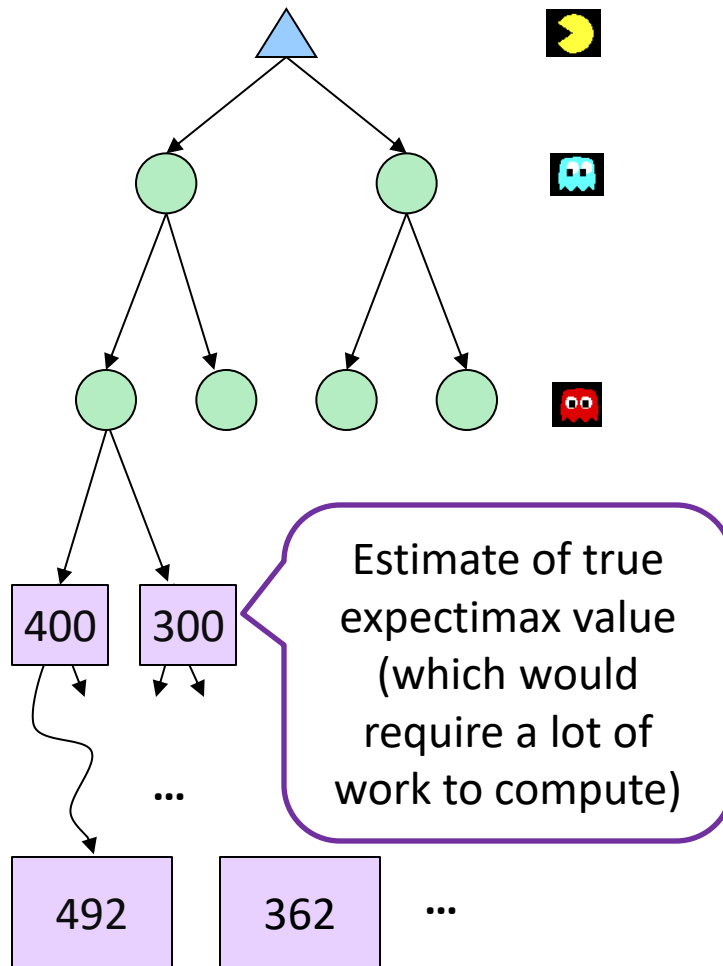 Estimate of true
expectimax value
(which would
require a lot of
work to compute)
400 300
...
492 362 ...